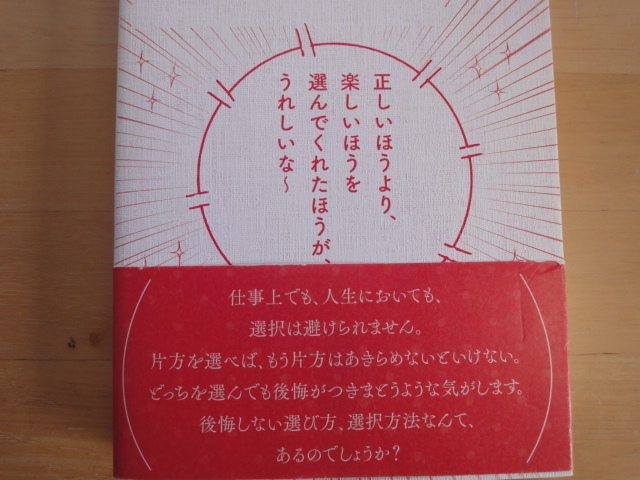 正しいほうより、
楽しいほうを
選んでくれたほうが、
うれしいな〜
仕事上でも、人生においても、
選択は避けられません。
片方を選べば、もう片方はあきらめないといけない。
どっちを選んでも後悔がつきまとうような気がします。
後悔しない選び方、選択方法なんて、
あるのでしょうか?